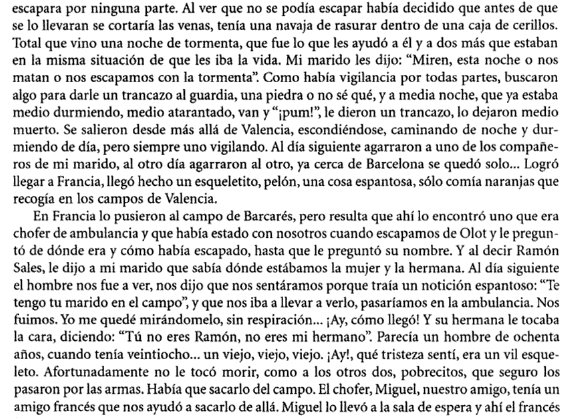 escapara por ninguna parte. Al ver que no se podía escapar había decidido que antes de que
se lo llevaran se cortaría las venas, tenía una navaja de rasurar dentro de una caja de cerillos.
Total que vino una noche de tormenta, que fue lo que les ayudó a él y a dos más que estaban
en la misma situación de que les iba la vida. Mi marido les dijo: “Miren, esta noche o nos
matan o nos escapamos con la tormenta”. Como había vigilancia por todas partes, buscaron
algo para darle un trancazo al guardia, una piedra o no sé qué, y a media noche, que ya estaba
medio durmiendo, medio atarantado, van y “¡pum!”, le dieron un trancazo, lo dejaron medio
muerto. Se salieron desde más allá de Valencia, escondiéndose, caminando de noche y dur-
miendo de día, pero siempre uno vigilando. Al día siguiente agarraron a uno de los compañe-
ros de mi marido, al otro día agarraron al otro, ya cerca de Barcelona se quedó solo... Logró
llegar a Francia, llegó hecho un esqueletito, pelón, una cosa espantosa, sólo comía naranjas que
recogía en los campos de Valencia.
En Francia lo pusieron al campo de Barcarés, pero resulta que ahí lo encontró uno que era
chofer de ambulancia y que había estado con nosotros cuando escapamos de Olot y le pregun-
tó de dónde era y cómo había escapado, hasta que le preguntó su nombre. Y al decir Ramón
Sales, le dijo a mi marido que sabía dónde estábamos la mujer y la hermana. Al día siguiente
el hombre nos fue a ver, nos dijo que nos sentáramos porque traía un notición espantoso: “Te
tengo tu marido en el campo”, y que nos iba a llevar a verlo, pasaríamos en la ambulancia. Nos
fuimos. Yo me quedé mirándomelo, sin respiración... ¡Ay, cómo llegó! Y su hermana le tocaba
la cara, diciendo: “Tú no eres Ramón, no eres mi hermano”. Parecía un hombre de ochenta
años, cuando tenía veintiocho... un viejo, viejo, viejo. ¡Ay!, qué tristeza sentí, era un vil esque-
leto. Afortunadamente no le tocó morir, como a los otros dos, pobrecitos, que seguro los
pasaron por las armas. Había que sacarlo del campo. El chofer, Miguel, nuestro amigo, tenía un
amigo francés que nos ayudó a sacarlo de allá. Miguel lo llevó a la sala de espera y ahí el francés